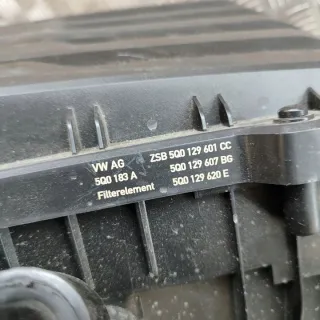 VW AG ZSB 5Q0 129 601 CC
5Q0 183 A 5Q0 129 607 BG
Filterelement 5Q0 129 620 E